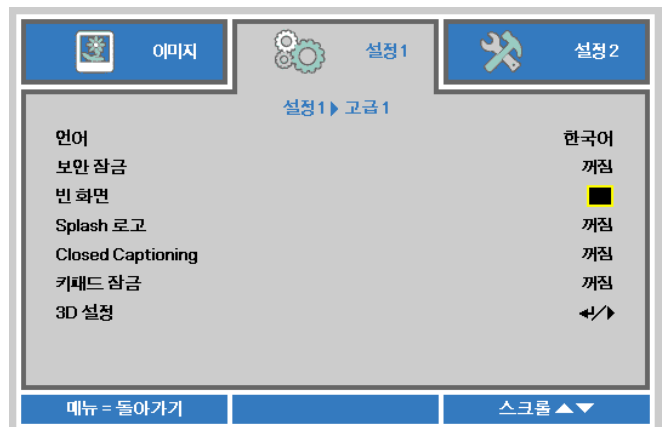 이미지
설정 1
설정 2
설정 1 ▶ 고급 1
언어 한국어
보안 잠금 꺼짐
빈 화면
Splash 로고 꺼짐
Closed Captioning 꺼짐
키패드 잠금 꺼짐
3D 설정 ↵/▶
메뉴 = 돌아가기
스크롤 ▲▼